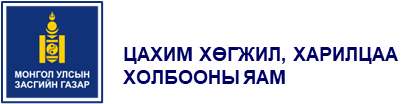 МОНГОЛ УЛСЫН
ЗАСГИЙН ГАЗАР
ЦАХИМ ХӨГЖИЛ, ХАРИЛЦАА
ХОЛБООНЫ ЯАМ